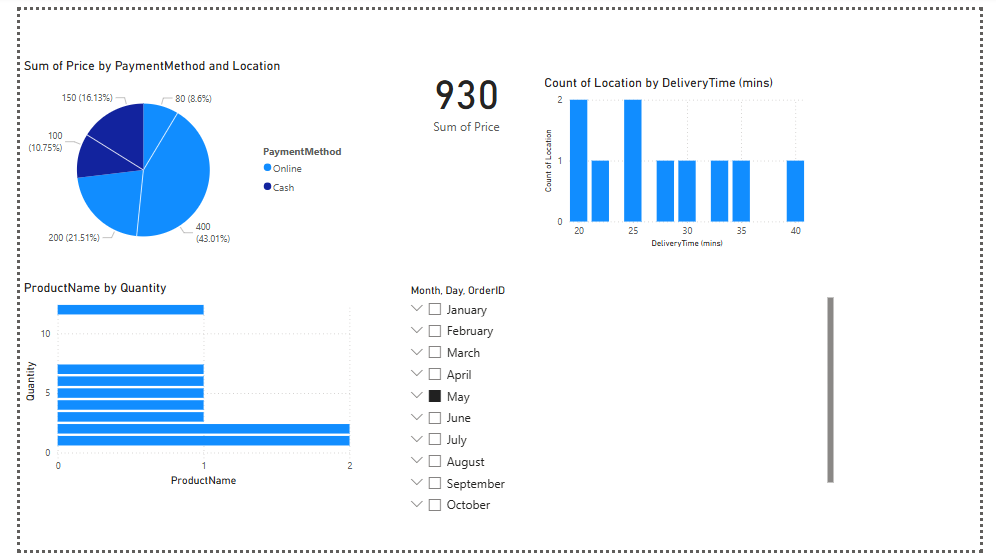 Sum of Price by PaymentMethod and Location
150 (16.13%)
80 (8.6%)
100
(10.75%)
200 (21.51%)
400
(43.01%)
PaymentMethod
Online
Cash
930
Sum of Price
Count of Location by DeliveryTime (mins)
Count of Location
2
1
0
20 25 30 35 40
DeliveryTime (mins)
ProductName by Quantity
Quantity
10
5
0
0 1 2
ProductName
Month, Day, OrderID
January
February
March
April
May
June
July
August
September
October